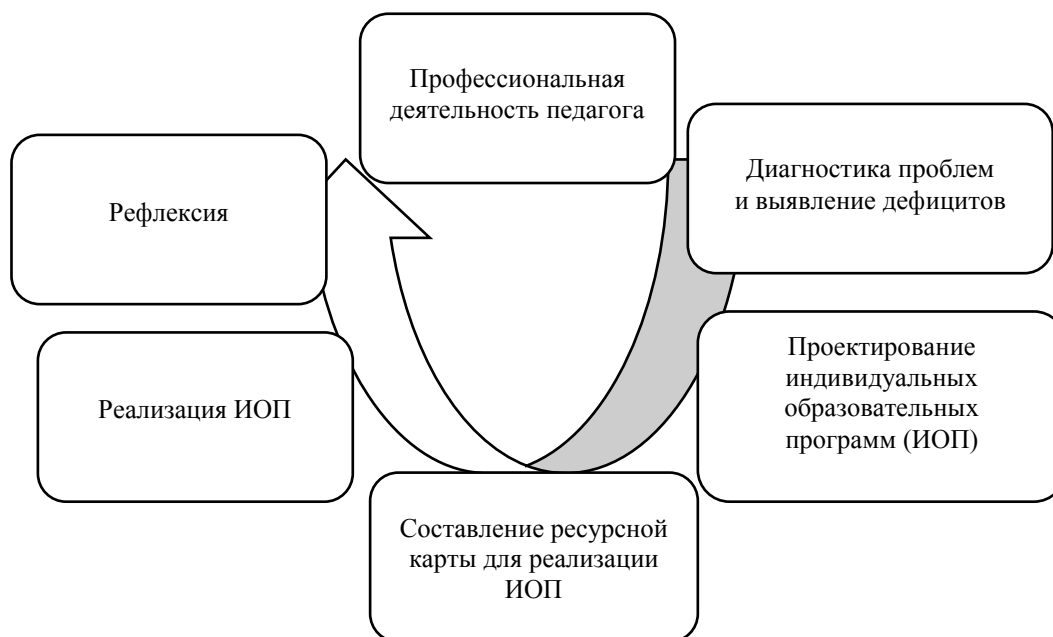 Профессиональная
деятельность педагога
Диагностика проблем
и выявление дефицитов
Проектирование
индивидуальных
образовательных
программ (ИОП)
Составление ресурсной
карты для реализации
ИОП
Реализация ИОП
Рефлексия